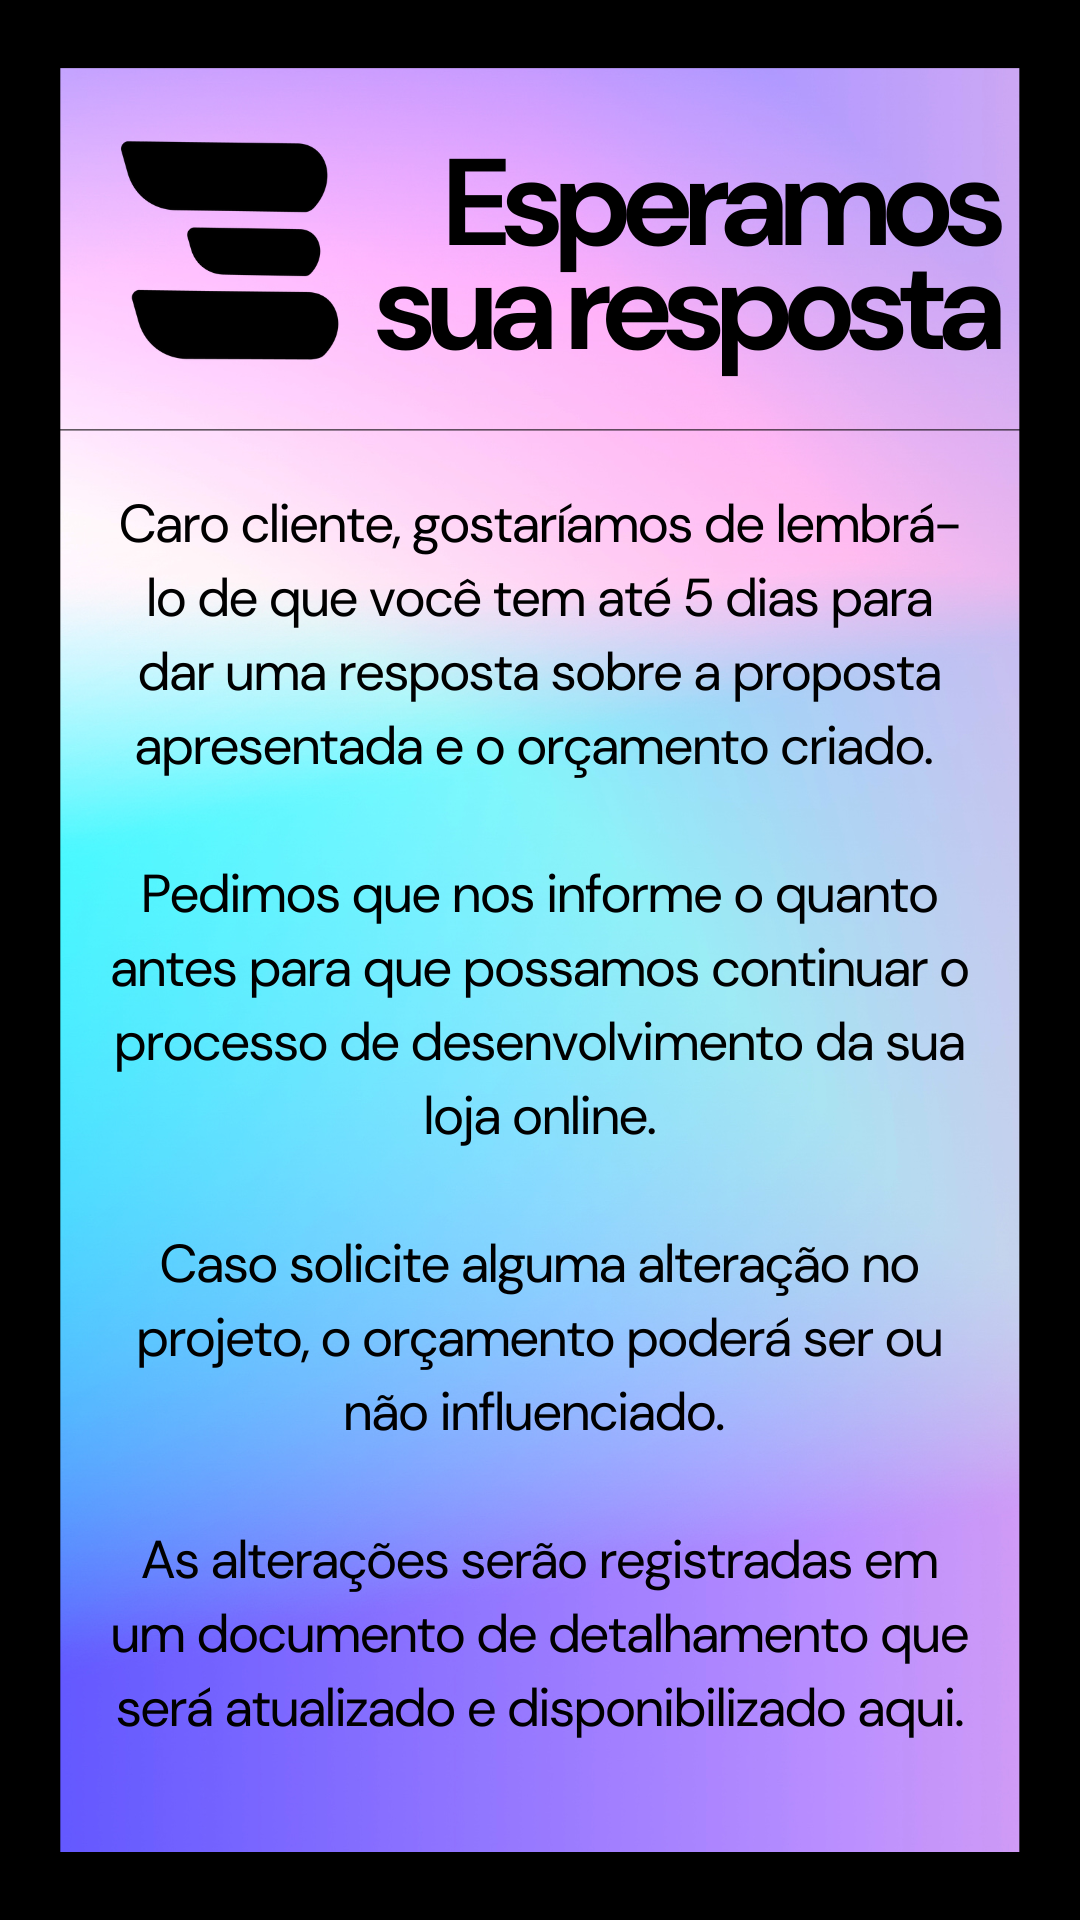 Esperamos
sua resposta
Caro cliente, gostaríamos de lembrá-
lo de que você tem até 5 dias para
dar uma resposta sobre a proposta
apresentada e o orçamento criado.
Pedimos que nos informe o quanto
antes para que possamos continuar o
processo de desenvolvimento da sua
loja online.
Caso solicite alguma alteração no
projeto, o orçamento poderá ser ou
não influenciado.
As alterações serão registradas em
um documento de detalhamento que
será atualizado e disponibilizado aqui.